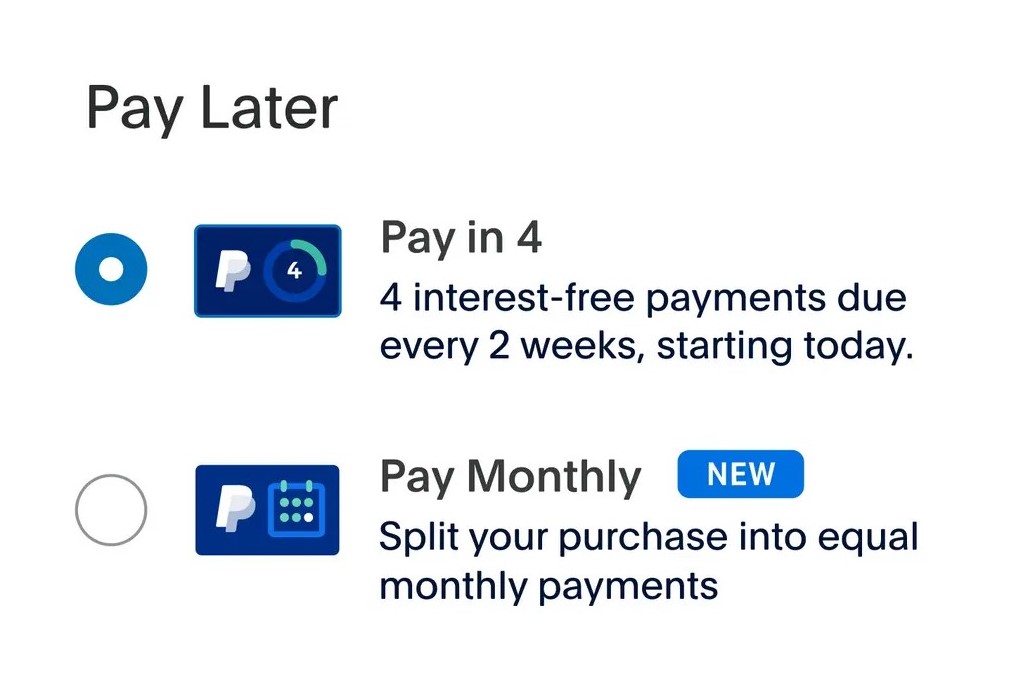 Pay Later
Pay in 4
4
4 interest-free payments due
every 2 weeks, starting today.
Pay Monthly NEW
Split your purchase into equal
monthly payments